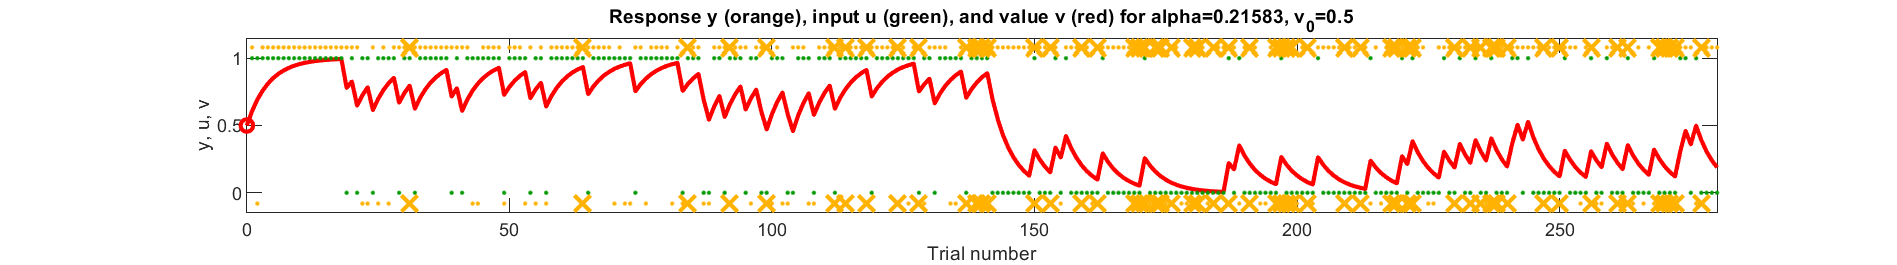 Response y (orange), input u (green), and value v (red) for alpha=0.21583, v0=0.5
y, u, v
1
0.5
0
0 50 100 150 200 250
Trial number